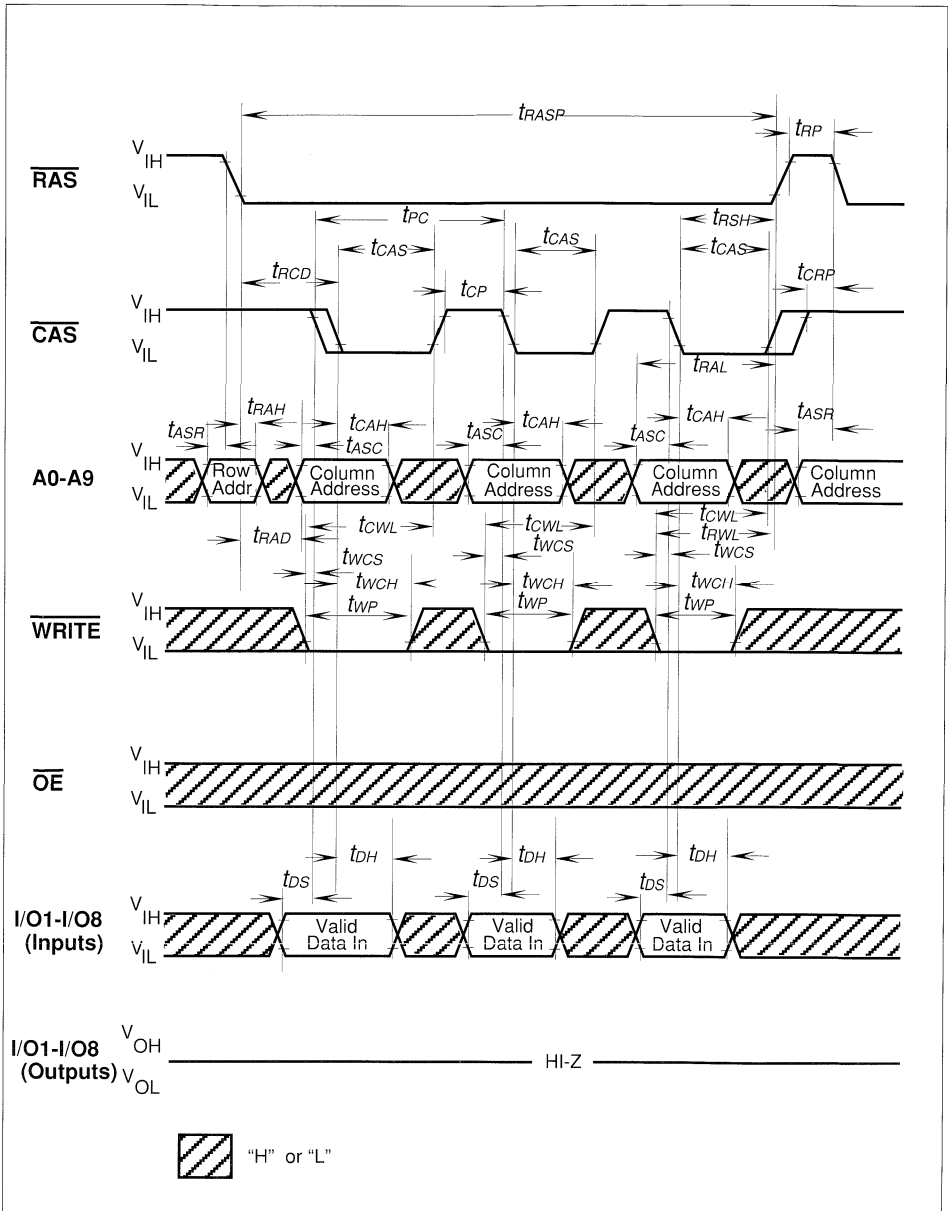 tRASP
tRP
VIH
RAS
VIL
tPC
tRSH
tCAS
tCAS
tCAS
tRCD
tCP
tCRP
VIH
CAS
VIL
tRAL
tRAH
tCAH
tCAH
tCAH
tASR
tASR
tASC
tASC
tASC
VIH
A0-A9
Row Addr
Column Address
Column Address
Column Address
Column Address
VIL
tCWL
tCWL
tCWL
tRAD
tRWL
tWCS
tWCS
tWCS
tWCH
tWCH
tWCH
tWP
tWP
tWP
VIH
WRITE
VIL
VIH
OE
VIL
tDH
tDH
tDH
tDS
tDS
tDS
VIH
I/O1-I/O8
(Inputs)
Valid Data In
Valid Data In
Valid Data In
VIL
VOH
I/O1-I/O8
(Outputs)
HI-Z
VOL
"H" or "L"